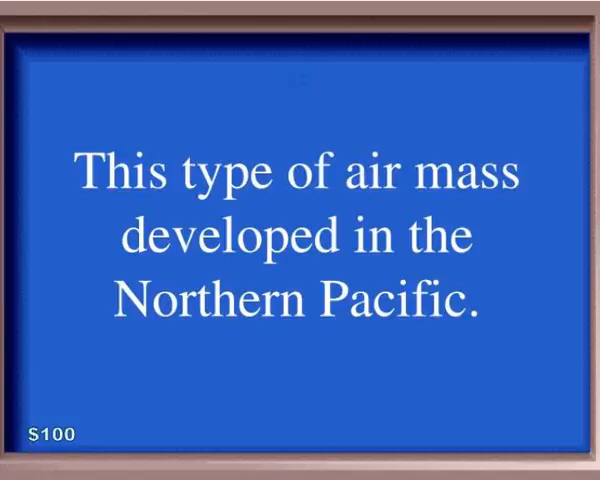 This type of air mass
developed in the
Northern Pacific.
$100